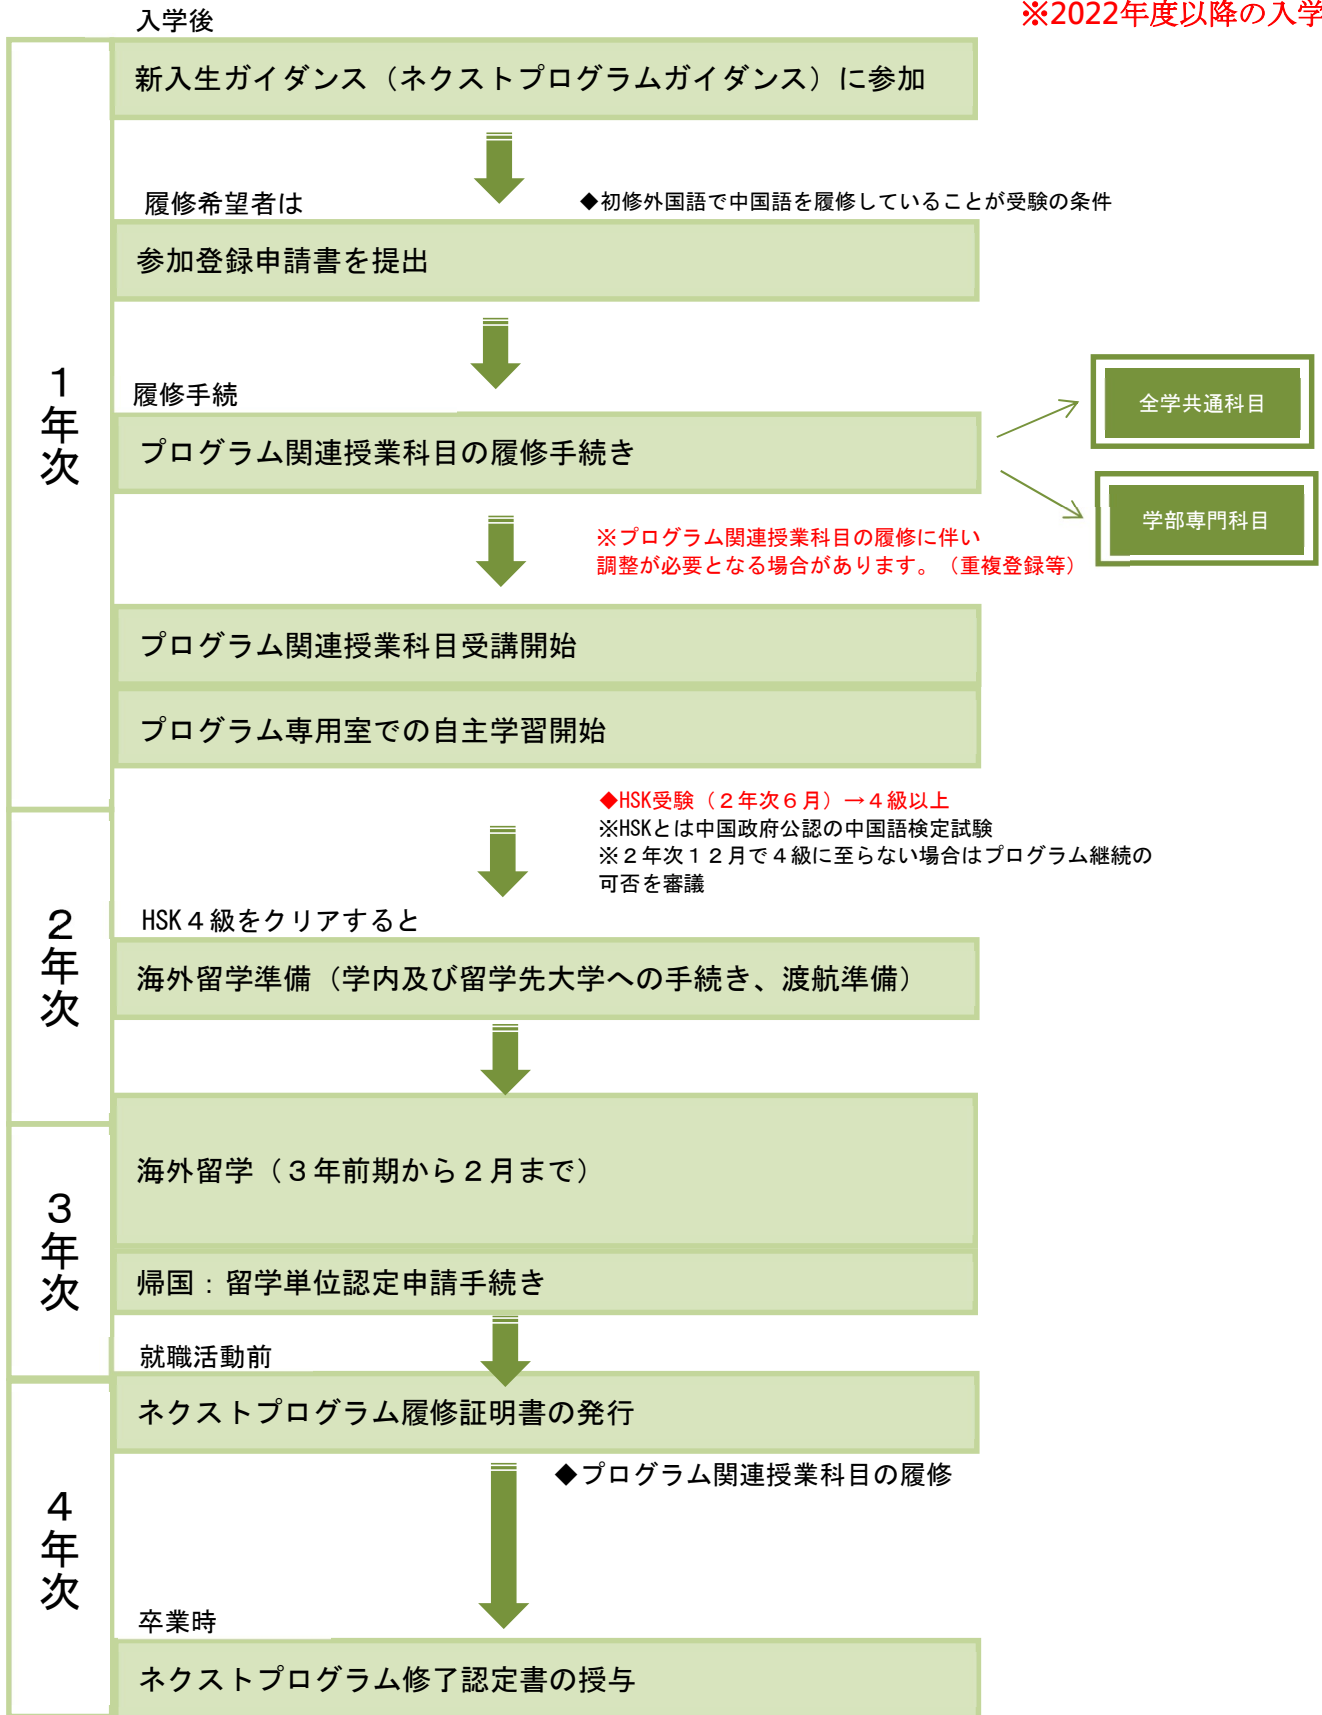 ※2022年度以降の入学
入学後
新入生ガイダンス（ネクストプログラムガイダンス）に参加
履修希望者は
◆初修外国語で中国語を履修していることが受験の条件
参加登録申請書を提出
1年次
履修手続
プログラム関連授業科目の履修手続き
全学共通科目
学部専門科目
※プログラム関連授業科目の履修に伴い
調整が必要となる場合があります。（重複登録等）
プログラム関連授業科目受講開始
プログラム専用室での自主学習開始
◆HSK受験（２年次６月）→４級以上
※HSKとは中国政府公認の中国語検定試験
※２年次１２月で４級に至らない場合はプログラム継続の
可否を審議
2年次
HSK４級をクリアすると
海外留学準備（学内及び留学先大学への手続き、渡航準備）
3年次
海外留学（３年前期から２月まで）
帰国：留学単位認定申請手続き
就職活動前
ネクストプログラム履修証明書の発行
◆プログラム関連授業科目の履修
4年次
卒業時
ネクストプログラム修了認定書の授与